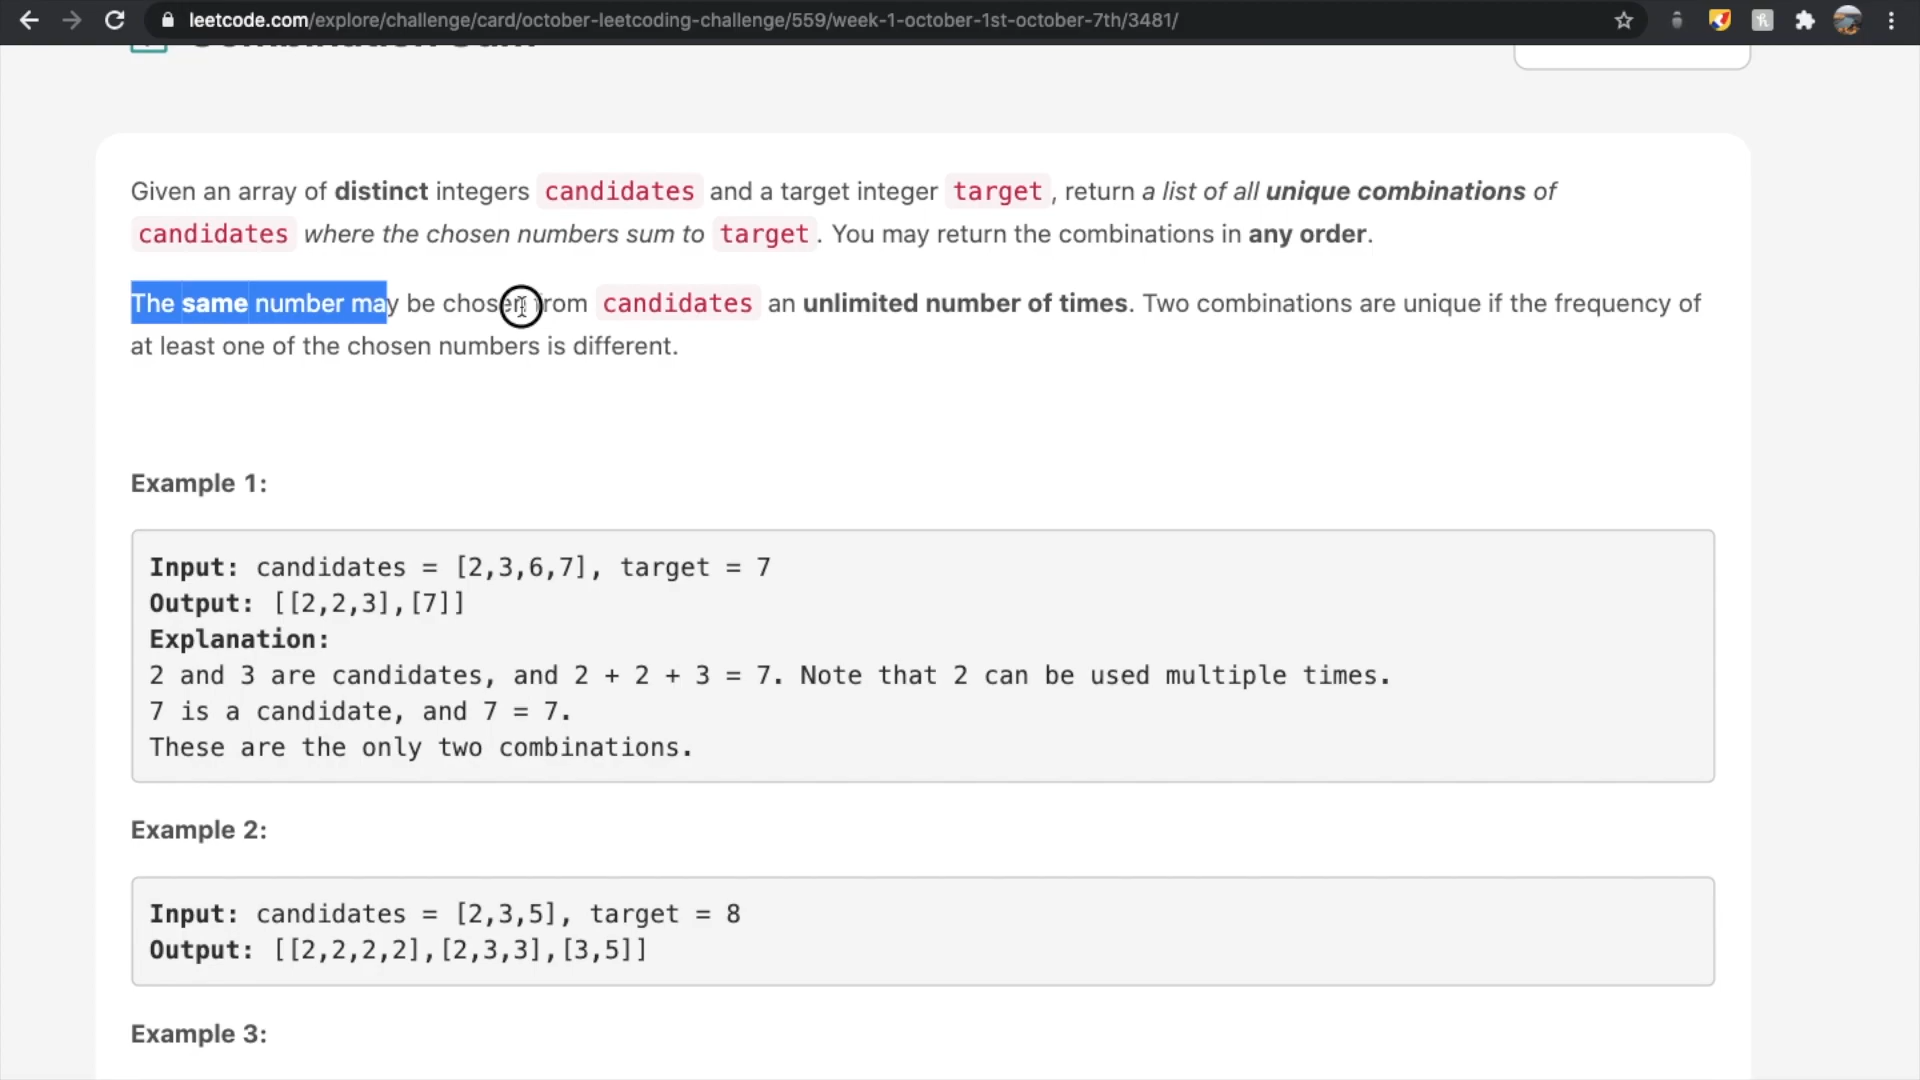 leetcode.com/explore/challenge/card/october-leetcoding-challenge/559/week-1-october-1st-october-7th/3481/
Combination Sum
Given an array of distinct integers candidates and a target integer target, return a list of all unique combinations of
candidates where the chosen numbers sum to target. You may return the combinations in any order.
The same number may be chosen from candidates an unlimited number of times. Two combinations are unique if the frequency of
at least one of the chosen numbers is different.
Example 1:
Input: candidates = [2,3,6,7], target = 7
Output: [[2,2,3],[7]]
Explanation:
2 and 3 are candidates, and 2 + 2 + 3 = 7. Note that 2 can be used multiple times.
7 is a candidate, and 7 = 7.
These are the only two combinations.
Example 2:
Input: candidates = [2,3,5], target = 8
Output: [[2,2,2,2],[2,3,3],[3,5]]
Example 3: